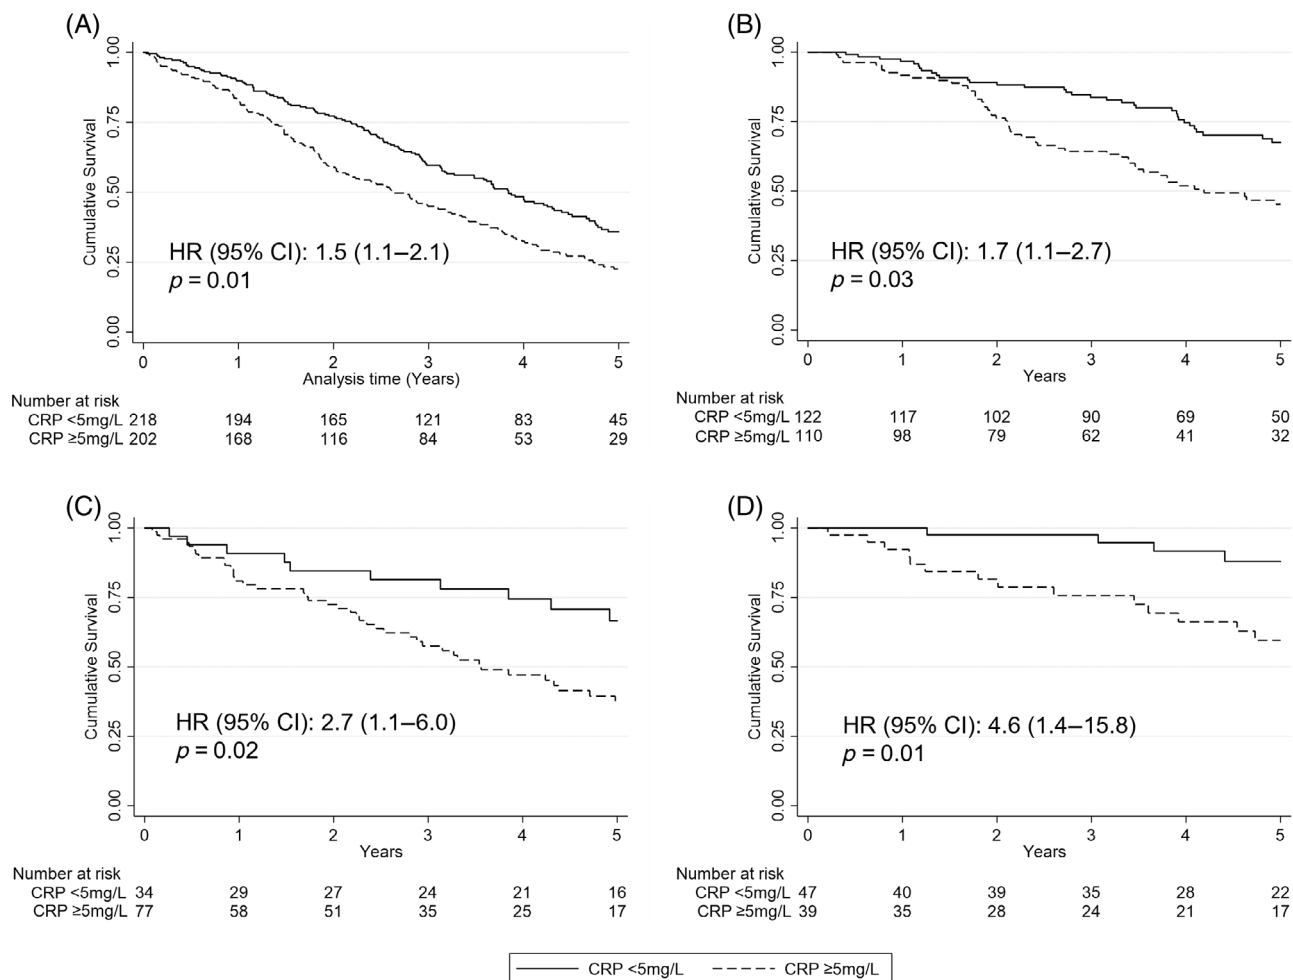 (A)
Cumulative Survival
1.00
0.75
0.50
0.25
0.00
HR (95% CI): 1.5 (1.1–2.1)
p = 0.01
0 1 2 3 4 5
Analysis time (Years)
Number at risk
CRP <5mg/L 218 194 165 121 83 45
CRP ≥5mg/L 202 168 116 84 53 29
(B)
Cumulative Survival
1.00
0.75
0.50
0.25
0.00
HR (95% CI): 1.7 (1.1–2.7)
p = 0.03
0 1 2 3 4 5
Years
Number at risk
CRP <5mg/L 122 117 102 90 69 50
CRP ≥5mg/L 110 98 79 62 41 32
(C)
Cumulative Survival
1.00
0.75
0.50
0.25
0.00
HR (95% CI): 2.7 (1.1–6.0)
p = 0.02
0 1 2 3 4 5
Years
Number at risk
CRP <5mg/L 34 29 27 24 21 16
CRP ≥5mg/L 77 58 51 35 25 17
(D)
Cumulative Survival
1.00
0.75
0.50
0.25
0.00
HR (95% CI): 4.6 (1.4–15.8)
p = 0.01
0 1 2 3 4 5
Years
Number at risk
CRP <5mg/L 47 40 39 35 28 22
CRP ≥5mg/L 39 35 28 24 21 17
CRP <5mg/L CRP ≥5mg/L